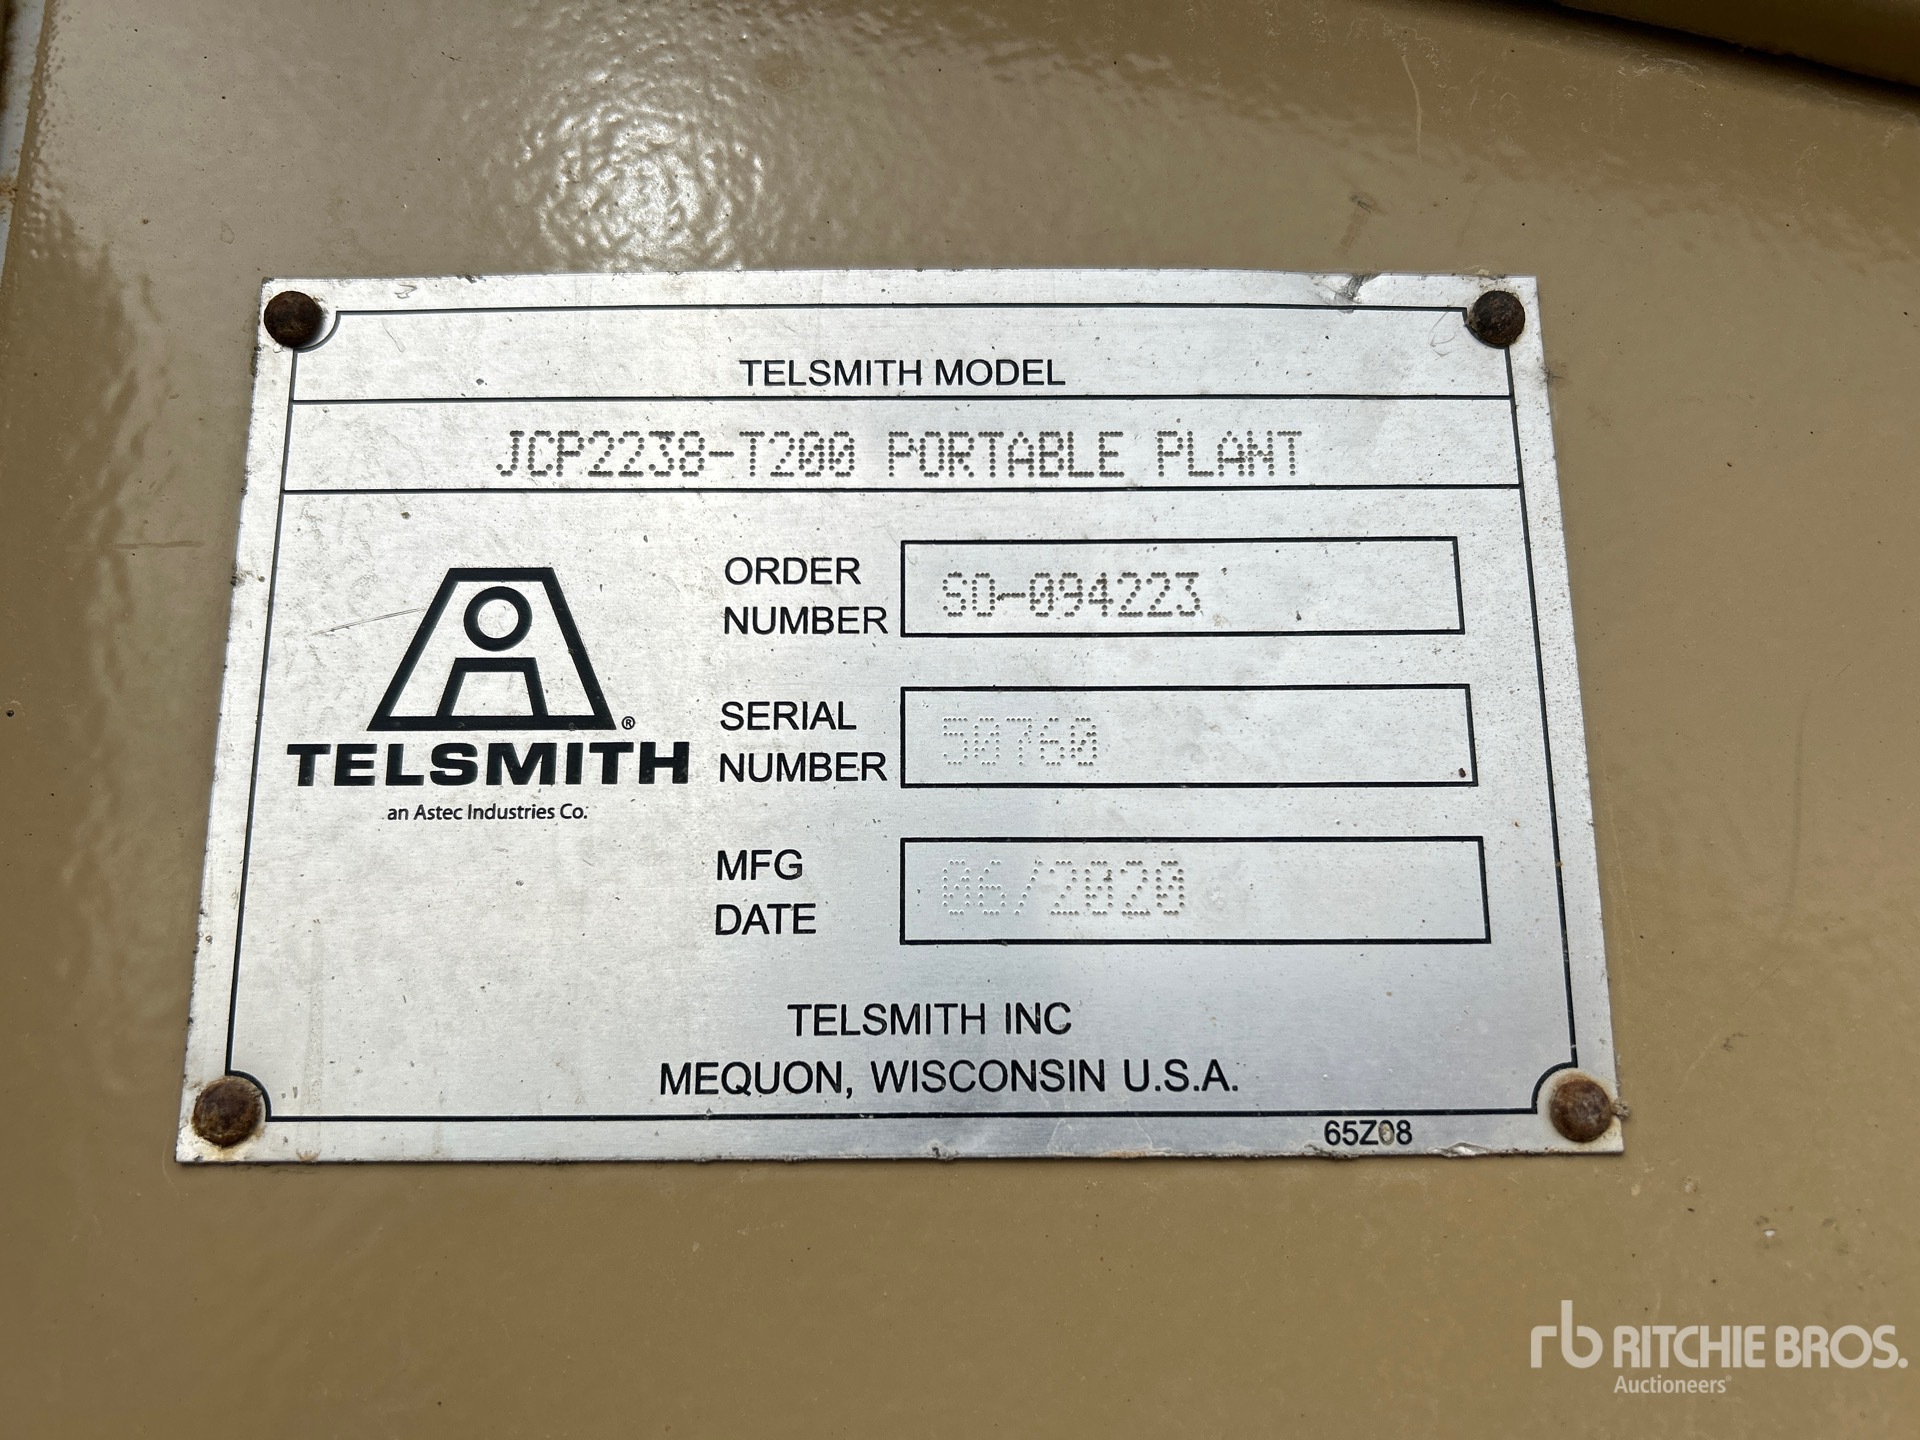 TELSMITH MODEL
JCP2238-T200 PORTABLE PLANT
ORDER NUMBER SO-094223
SERIAL NUMBER 50760
MFG DATE 06/2020
®
TELSMITH
an Astec Industries Co.
TELSMITH INC
MEQUON, WISCONSIN U.S.A.
65Z08
rb RITCHIE BROS.
Auctioneers